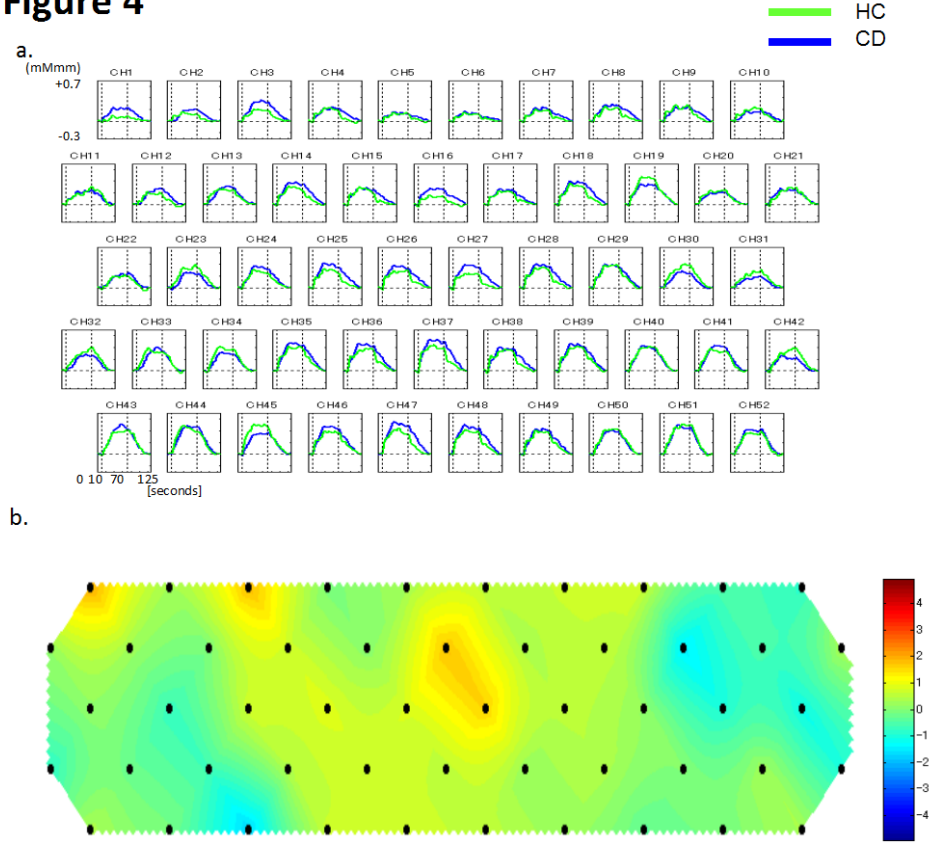 Figure 4
HC
CD
a.
(mMmm)
+0.7
-0.3
CH1 CH2 CH3 CH4 CH5 CH6 CH7 CH8 CH9 CH10
CH11 CH12 CH13 CH14 CH15 CH16 CH17 CH18 CH19 CH20 CH21
CH22 CH23 CH24 CH25 CH26 CH27 CH28 CH29 CH30 CH31
CH32 CH33 CH34 CH35 CH36 CH37 CH38 CH39 CH40 CH41 CH42
CH43 CH44 CH45 CH46 CH47 CH48 CH49 CH50 CH51 CH52
0 10 70 125
[seconds]
b.
4
3
2
1
0
-1
-2
-3
-4